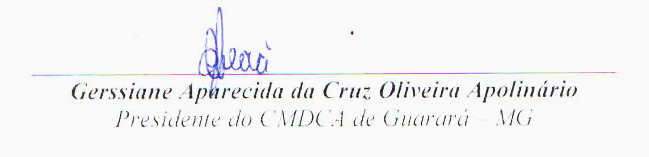 Gerssiane Aparecida da Cruz Oliveira Apolinário
Presidente do CMDCA de Guarará – MG